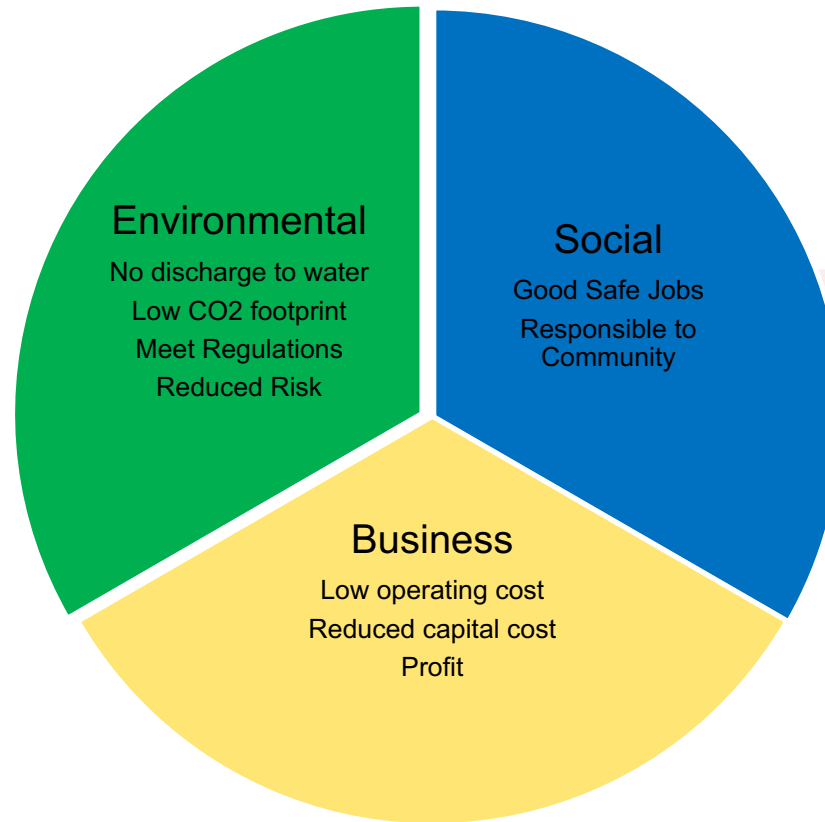 Environmental
No discharge to water
Low CO2 footprint
Meet Regulations
Reduced Risk
Social
Good Safe Jobs
Responsible to
Community
Business
Low operating cost
Reduced capital cost
Profit